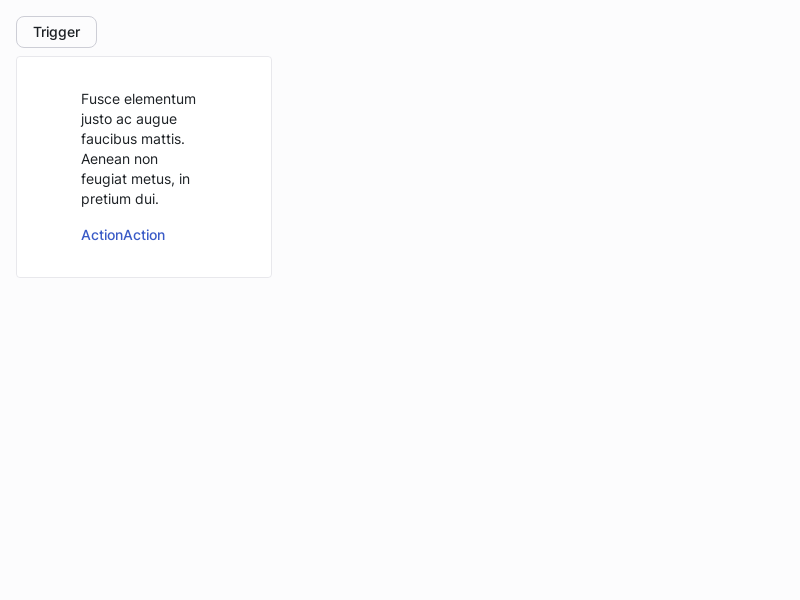 Trigger
Fusce elementum
justo ac augue
faucibus mattis.
Aenean non
feugiat metus, in
pretium dui.
ActionAction